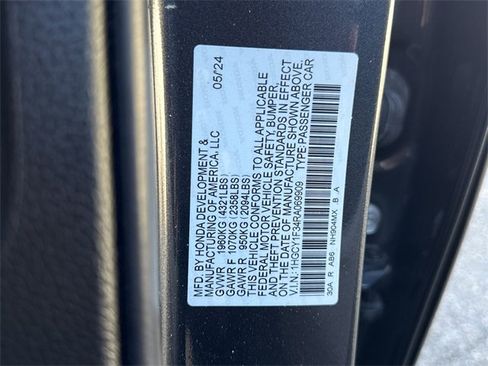 05/24
MFD. BY HONDA DEVELOPMENT &
MANUFACTURING OF AMERICA, LLC
GVWR 1960KG (4321LBS)
GAWR F 1070KG (2358LBS)
GAWR R 950KG (2094LBS)
THIS VEHICLE CONFORMS TO ALL APPLICABLE
FEDERAL MOTOR VEHICLE SAFETY, BUMPER,
AND THEFT PREVENTION STANDARDS IN EFFECT
ON THE DATE OF MANUFACTURE SHOWN ABOVE.
V.I.N.: 1HGCY1F34RA069909 TYPE:PASSENGER CAR
30A R AB6 NH904MX B A